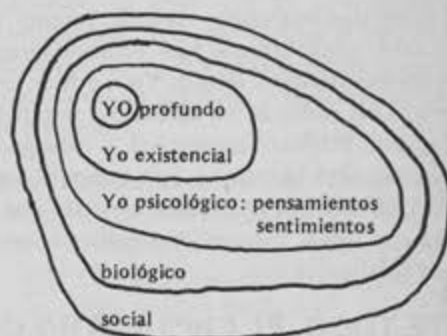 YO profundo
Yo existencial
Yo psicológico: pensamientos
sentimientos
biológico
social